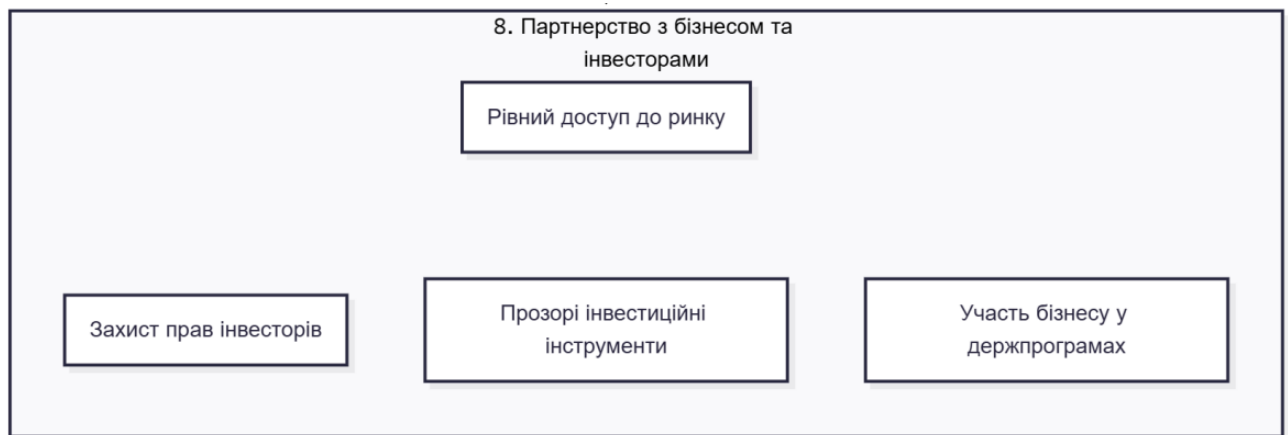 8. Партнерство з бізнесом та
інвесторами
Рівний доступ до ринку
Захист прав інвесторів
Прозорі інвестиційні
інструменти
Участь бізнесу у
держпрограмах